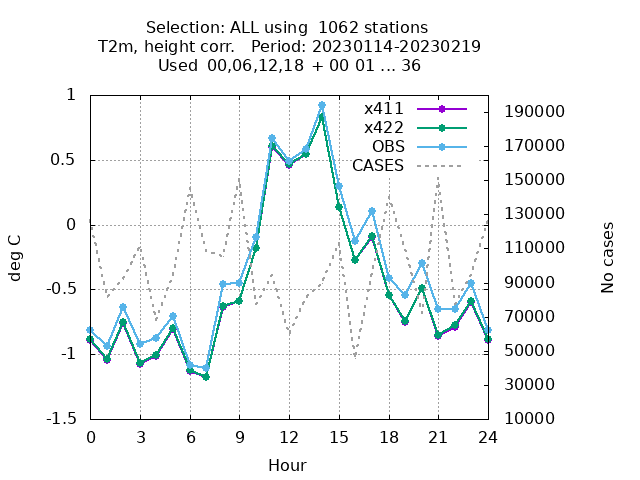 Selection: ALL using  1062 stations
T2m, height corr.   Period: 20230114-20230219
Used  00,06,12,18  + 00 01 ... 36
x411
x422
OBS
CASES
1
0.5
0
-0.5
-1
-1.5
190000
170000
150000
130000
110000
90000
70000
50000
30000
10000
deg C
No cases
0 3 6 9 12 15 18 21 24
Hour